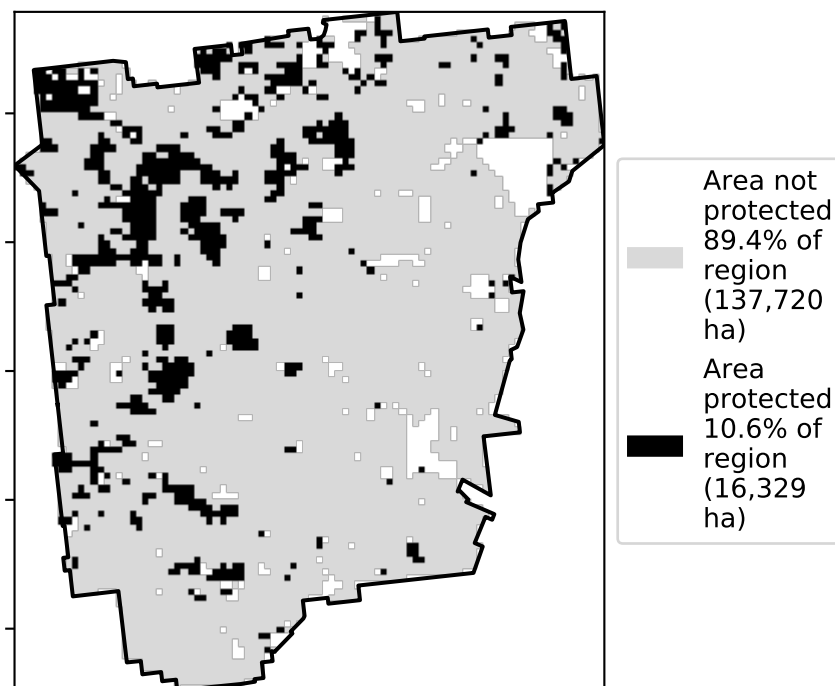 Area not
protected
89.4% of
region
(137,720
ha)
Area
protected
10.6% of
region
(16,329
ha)